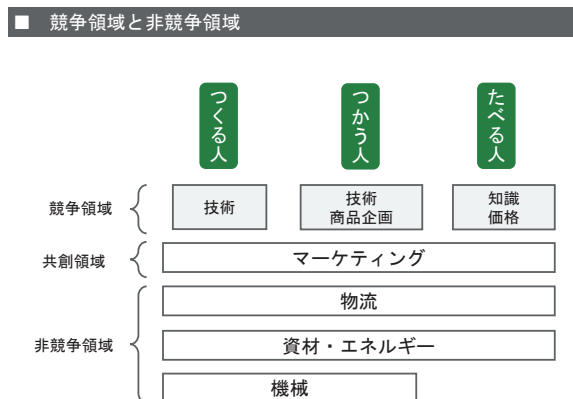 ■ 競争領域と非競争領域
つくる人
つかう人
たべる人
競争領域
技術
技術
商品企画
知識
価格
共創領域
マーケティング
非競争領域
物流
資材・エネルギー
機械